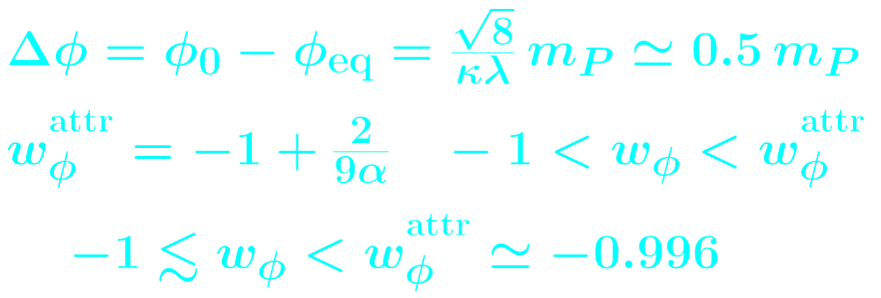 Δϕ = ϕ₀ − ϕ_eq = √8/(κλ) m_P ≃ 0.5 m_P
w_ϕ^attr = −1 + 2/(9α)   −1 < w_ϕ < w_ϕ^attr
−1 ≲ w_ϕ < w_ϕ^attr ≃ −0.996